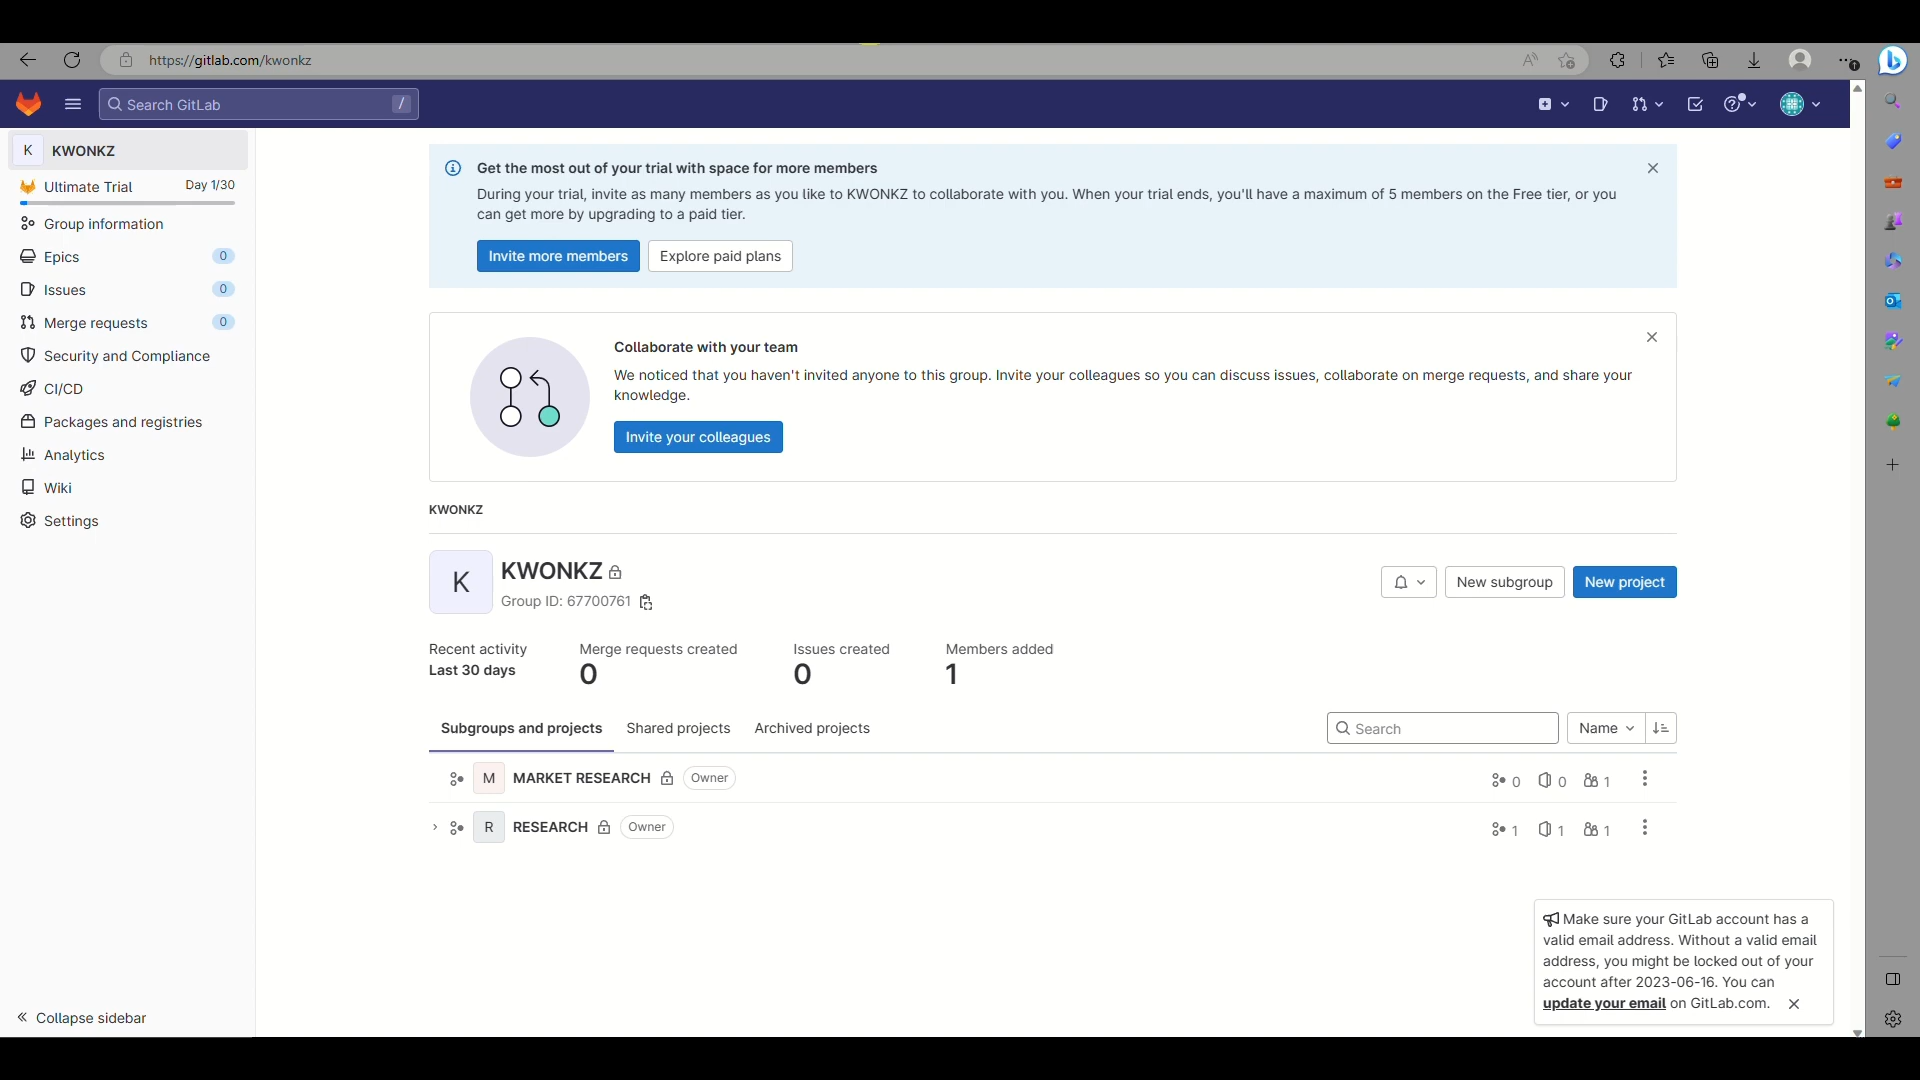 https://gitlab.com/kwonkz
Search GitLab /
K KWONKZ
Ultimate Trial Day 1/30
Group information
Epics 0
Issues 0
Merge requests 0
Security and Compliance
CI/CD
Packages and registries
Analytics
Wiki
Settings
Collapse sidebar
Get the most out of your trial with space for more members
During your trial, invite as many members as you like to KWONKZ to collaborate with you. When your trial ends, you'll have a maximum of 5 members on the Free tier, or you
can get more by upgrading to a paid tier.
Invite more members Explore paid plans
Collaborate with your team
We noticed that you haven't invited anyone to this group. Invite your colleagues so you can discuss issues, collaborate on merge requests, and share your
knowledge.
Invite your colleagues
KWONKZ
K KWONKZ
Group ID: 67700761
New subgroup New project
Recent activity Merge requests created Issues created Members added
Last 30 days 0 0 1
Subgroups and projects Shared projects Archived projects Search Name
M MARKET RESEARCH Owner 0 0 1
R RESEARCH Owner 1 1 1
Make sure your GitLab account has a
valid email address. Without a valid email
address, you might be locked out of your
account after 2023-06-16. You can
update your email on GitLab.com.